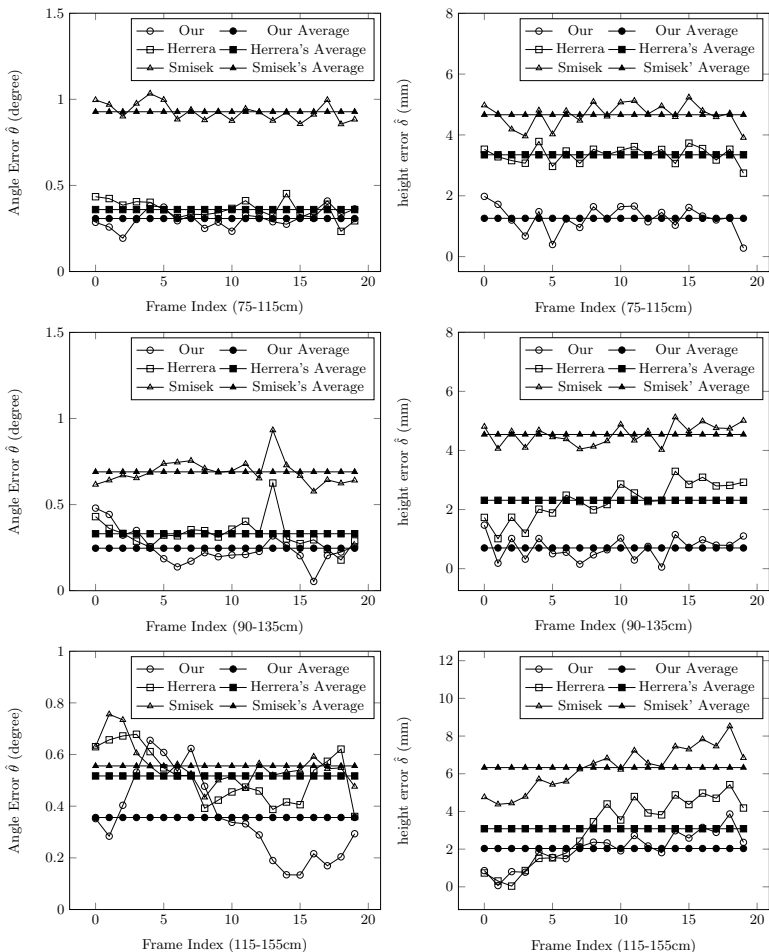 1.5
1
0.5
0
Angle Error θ̂ (degree)
Our
Our Average
Herrera
Herrera's Average
Smisek
Smisek's Average
0 5 10 15 20
Frame Index (75-115cm)
8
6
4
2
0
height error δ̂ (mm)
Our
Our Average
Herrera
Herrera's Average
Smisek
Smisek' Average
0 5 10 15 20
Frame Index (75-115cm)
1.5
1
0.5
0
Angle Error θ̂ (degree)
Our
Our Average
Herrera
Herrera's Average
Smisek
Smisek's Average
0 5 10 15 20
Frame Index (90-135cm)
8
6
4
2
0
height error δ̂ (mm)
Our
Our Average
Herrera
Herrera's Average
Smisek
Smisek' Average
0 5 10 15 20
Frame Index (90-135cm)
1
0.8
0.6
0.4
0.2
0
Angle Error θ̂ (degree)
Our
Our Average
Herrera
Herrera's Average
Smisek
Smisek's Average
0 5 10 15 20
Frame Index (115-155cm)
12
10
8
6
4
2
0
height error δ̂ (mm)
Our
Our Average
Herrera
Herrera's Average
Smisek
Smisek' Average
0 5 10 15 20
Frame Index (115-155cm)